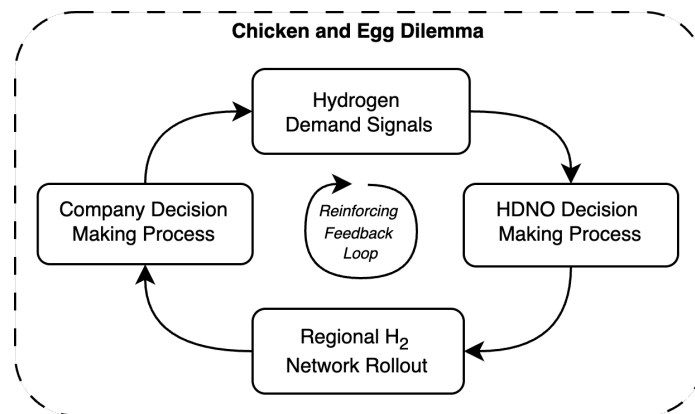 Chicken and Egg Dilemma
Hydrogen
Demand Signals
Company Decision
Making Process
Reinforcing
Feedback
Loop
HDNO Decision
Making Process
Regional H₂
Network Rollout